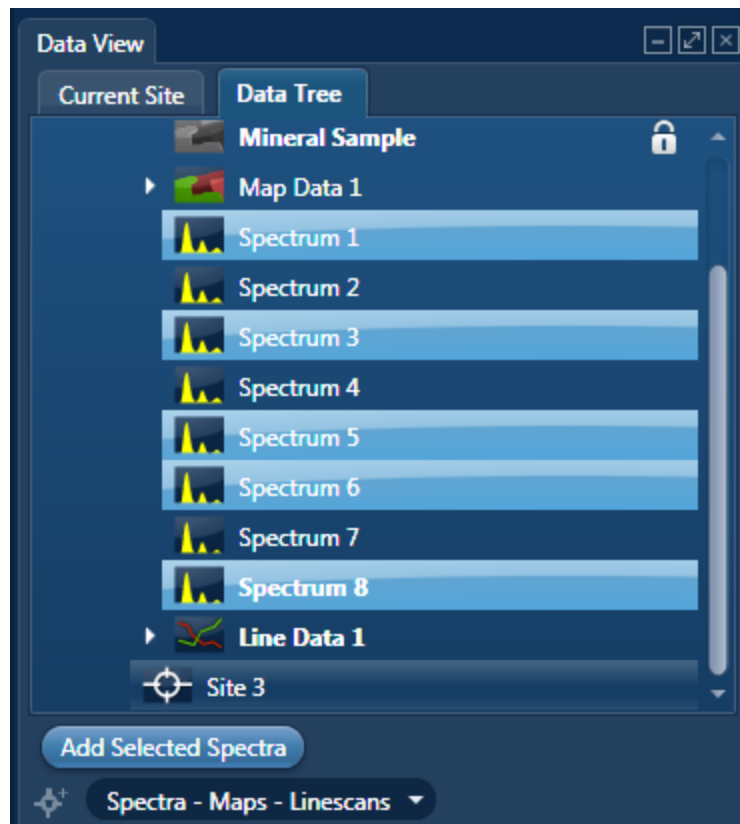 Data View
Current Site Data Tree
Mineral Sample
Map Data 1
Spectrum 1
Spectrum 2
Spectrum 3
Spectrum 4
Spectrum 5
Spectrum 6
Spectrum 7
Spectrum 8
Line Data 1
Site 3
Add Selected Spectra
Spectra - Maps - Linescans